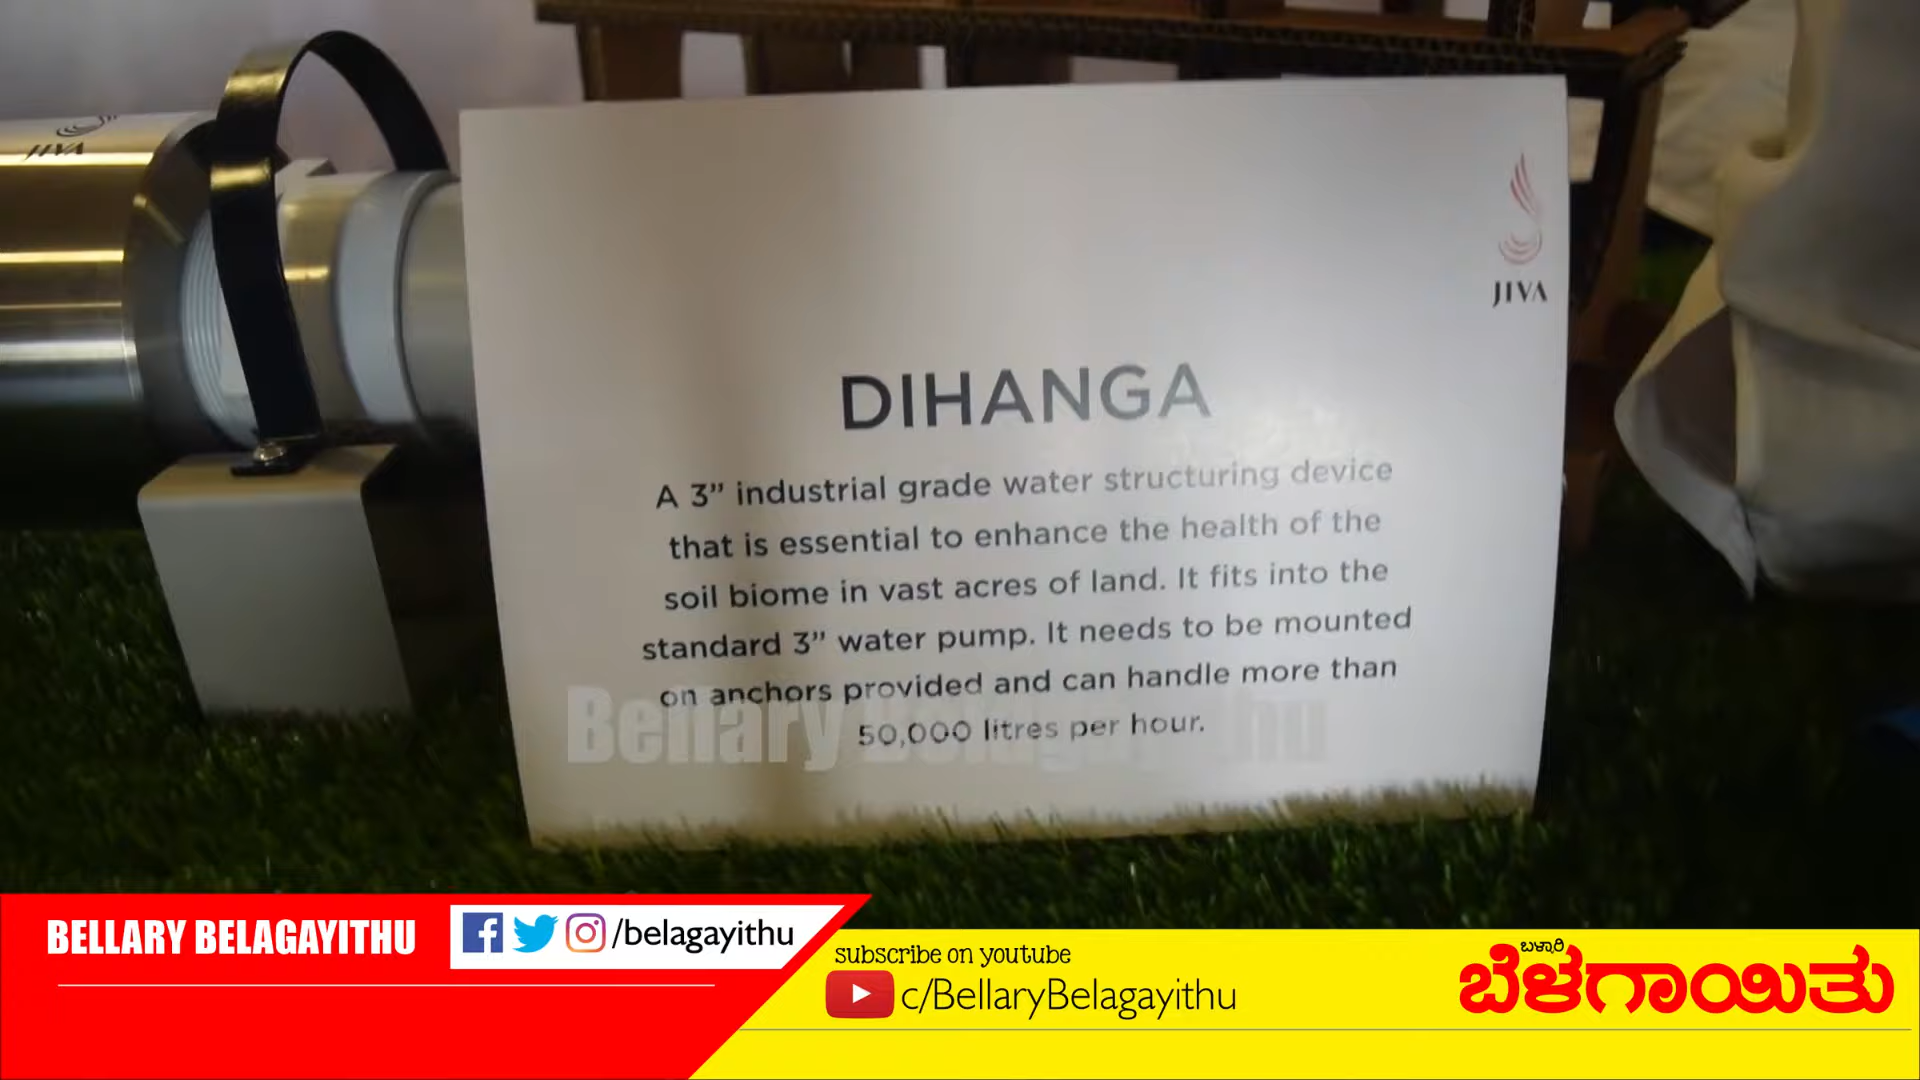 JIVA
JIVA
DIHANGA
A 3” industrial grade water structuring device
that is essential to enhance the health of the
soil biome in vast acres of land. It fits into the
standard 3” water pump. It needs to be mounted
on anchors provided and can handle more than
50,000 litres per hour.
Bellary Belagayithu
BELLARY BELAGAYITHU
/belagayithu
subscribe on youtube
c/BellaryBelagayithu
ಬಳ್ಳಾರಿ
ಬೆಳಗಾಯಿತು